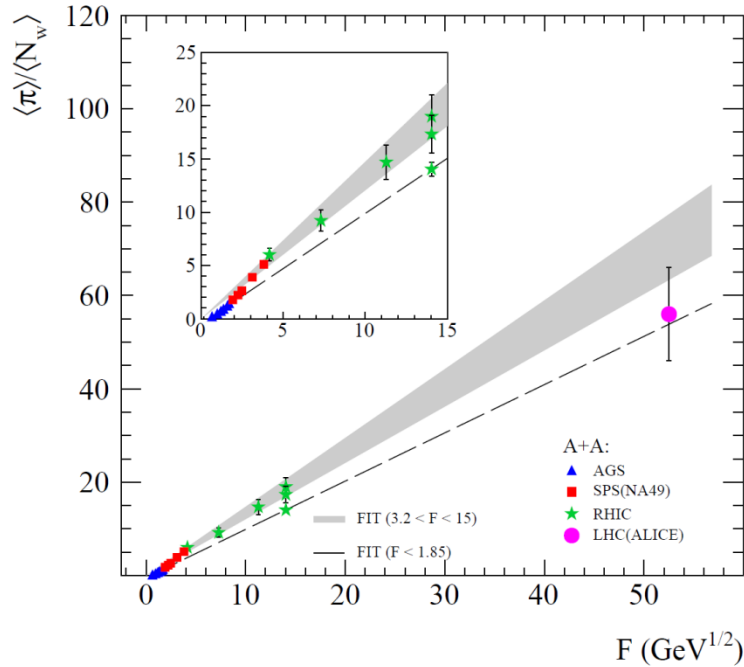 ⟨π⟩/⟨N_w⟩
120
100
80
60
40
20
25
20
15
10
5
0
0
5
10
15
A+A:
AGS
SPS(NA49)
RHIC
LHC(ALICE)
FIT (3.2 < F < 15)
FIT (F < 1.85)
0
10
20
30
40
50
60
F (GeV^{1/2})